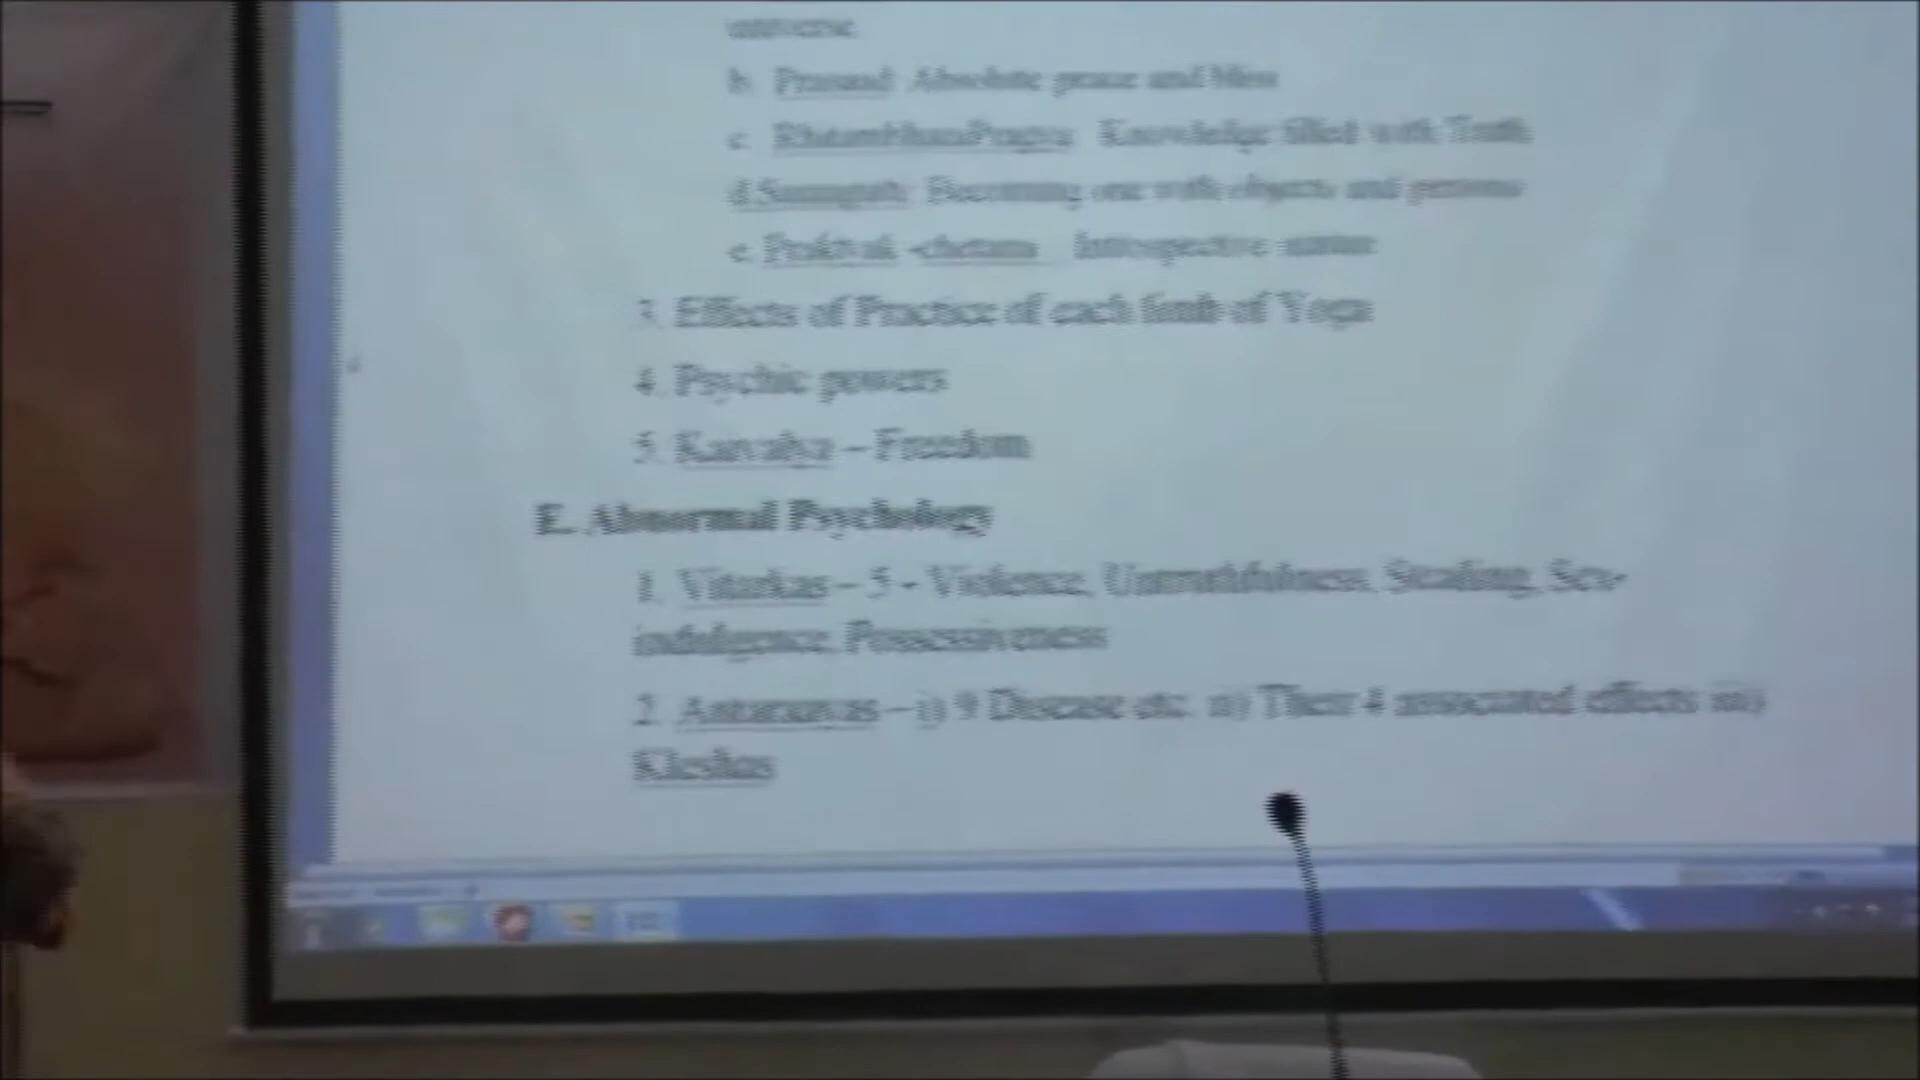 universe
b. Prasad: Absolute peace and bliss
c. RhtambharaPragya: Knowledge filled with Truth
d. Becoming one with objects and persons
e. -chetana Introspective nature
3. Effects of Practice of each limb of Yoga
4. Psychic powers
5. Kaivalya – Freedom
E. Abnormal Psychology
1. Vitarkas – 5 - Violence, Untruthfulness, Stealing, Sex-
indulgence, Possessiveness
2. Antarayas – i) 9 Disease etc. ii) Their 4 associated effects iii)
Kleshas